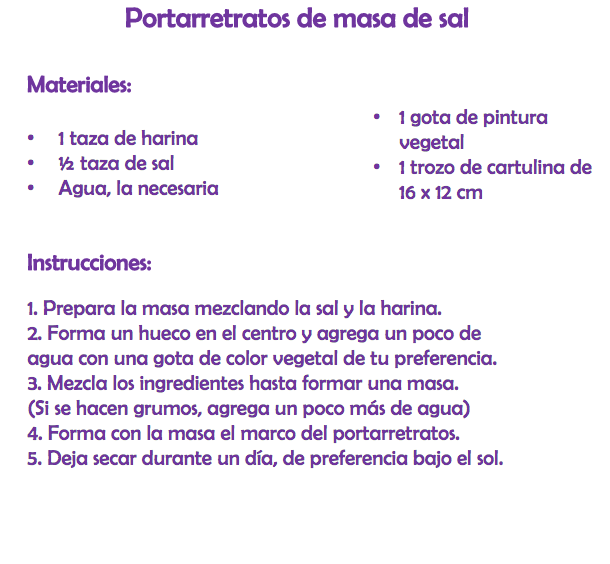 Portarretratos de masa de sal
Materiales:
• 1 taza de harina
• ½ taza de sal
• Agua, la necesaria
• 1 gota de pintura
vegetal
• 1 trozo de cartulina de
16 x 12 cm
Instrucciones:
1. Prepara la masa mezclando la sal y la harina.
2. Forma un hueco en el centro y agrega un poco de
agua con una gota de color vegetal de tu preferencia.
3. Mezcla los ingredientes hasta formar una masa.
(Si se hacen grumos, agrega un poco más de agua)
4. Forma con la masa el marco del portarretratos.
5. Deja secar durante un día, de preferencia bajo el sol.